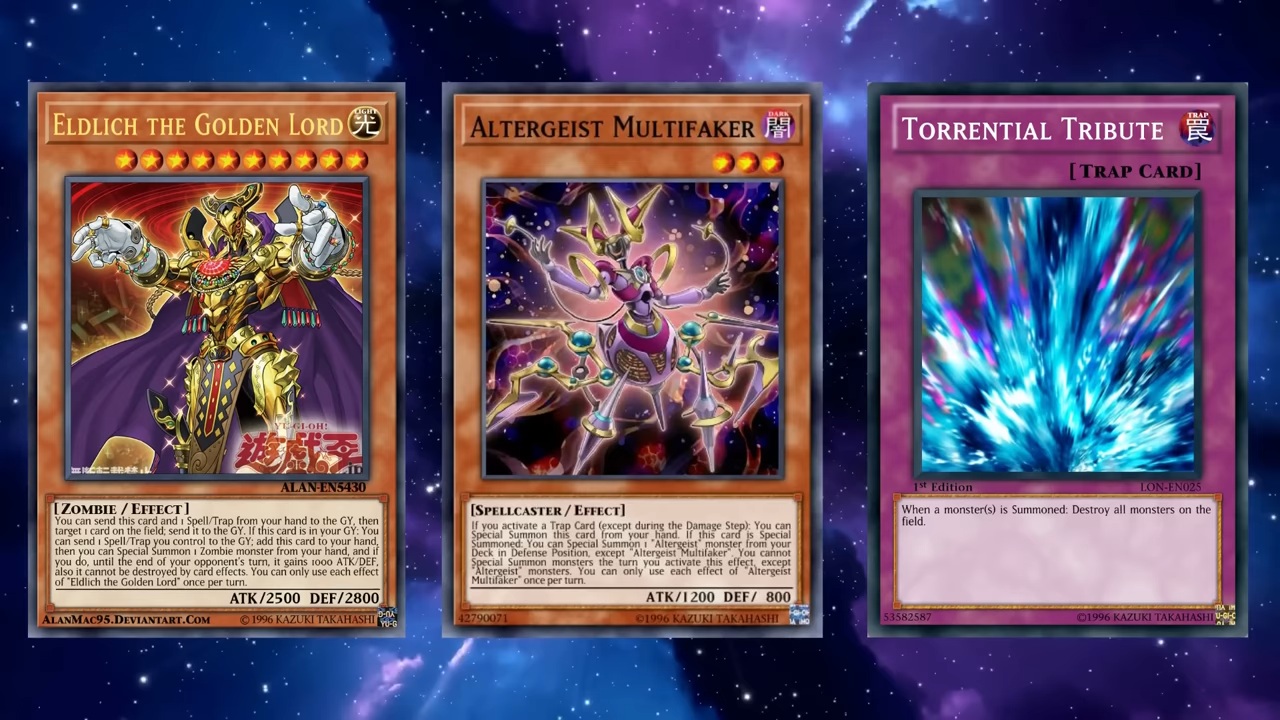 Eldlich the Golden Lord
LIGHT
光
YU-GI-OH!
遊戯王
ALAN-EN5430
[Zombie / Effect]
You can send this card and 1 Spell/Trap from your hand to the GY, then
target 1 card on the field; send it to the GY. If this card is in your GY: You
can send 1 Spell/Trap you control to the GY; add this card to your hand,
then you can Special Summon 1 Zombie monster from your hand, and if
you do, until the end of your opponent's turn, it gains 1000 ATK/DEF,
also it cannot be destroyed by card effects. You can only use each effect
of "Eldlich the Golden Lord" once per turn.
ATK/2500 DEF/2800
AlanMac95.Deviantart.Com ©1996 KAZUKI TAKAHASHI
Altergeist Multifaker
DARK
闇
[Spellcaster / Effect]
If you activate a Trap Card (except during the Damage Step): You can
Special Summon this card from your hand. If this card is Special
Summoned: You can Special Summon 1 "Altergeist" monster from your
Deck in Defense Position, except "Altergeist Multifaker". You cannot
Special Summon monsters the turn you activate this effect, except
"Altergeist" monsters. You can only use each effect of "Altergeist
Multifaker" once per turn.
ATK/1200 DEF/ 800
42790071 ©1996 KAZUKI TAKAHASHI
Torrential Tribute
TRAP
罠
[Trap Card]
1st Edition LON-EN025
When a monster(s) is Summoned: Destroy all monsters on the
field.
53582587 ©1996 KAZUKI TAKAHASHI